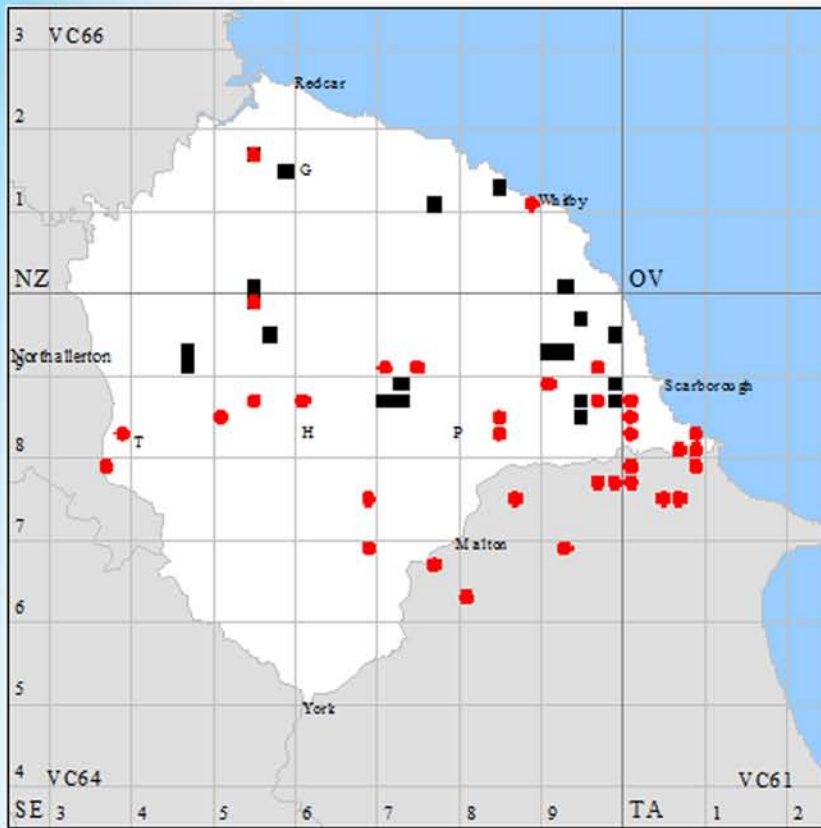 3 VC66
Redcar
2
G
1
Whitby
NZ OV
Northallerton
9
Scarborough
T H P
8
7
Malton
6
5
York
4 VC64 VC61
SE 3 4 5 6 7 8 9 TA 1 2